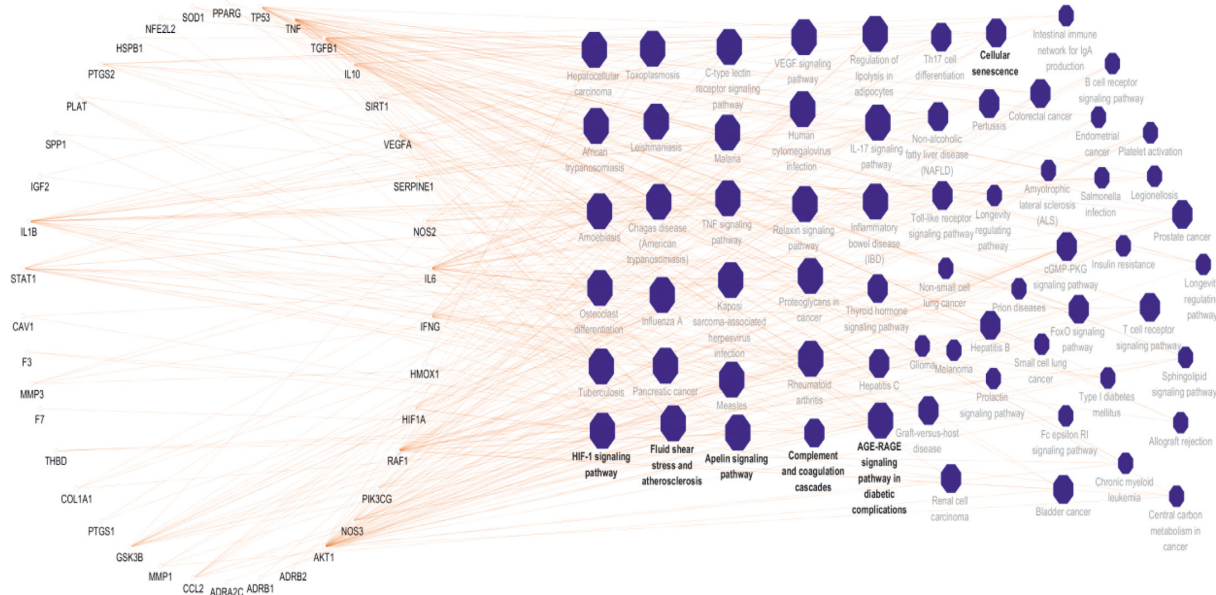 SOD1
PPARG
TP53
TNF
TGFB1
IL10
SIRT1
VEGFA
SERPINE1
NOS2
IL6
IFNG
HMOX1
HIF1A
RAF1
PIK3CG
NOS3
AKT1
ADRB2
ADRB1
ADRA2C
CCL2
MMP1
GSK3B
PTGS1
COL1A1
THBD
F7
MMP3
F3
CAV1
STAT1
IL1B
IGF2
SPP1
PLAT
PTGS2
HSPB1
NFE2L2
Hepatocellular
carcinoma
Toxoplasmosis
C-type lectin
receptor signaling
pathway
VEGF signaling
pathway
Regulation of
lipolysis in
adipocytes
Th17 cell
differentiation
Cellular
senescence
Intestinal immune
network for IgA
production
B cell receptor
signaling pathway
African
trypanosomiasis
Leishmaniasis
Malaria
Human
cytomegalovirus
infection
IL-17 signaling
pathway
Non-alcoholic
fatty liver disease
(NAFLD)
Pertussis
Colorectal cancer
Endometrial
cancer
Platelet activation
Amoebiasis
Chagas disease
(American
trypanosomiasis)
TNF signaling
pathway
Relaxin signaling
pathway
Inflammatory
bowel disease
(IBD)
Toll-like receptor
signaling pathway
Longevity
regulating
pathway
Amyotrophic
lateral sclerosis
(ALS)
Salmonella
infection
Legionellosis
Prostate cancer
Osteoclast
differentiation
Influenza A
Kaposi
sarcoma-associated
herpesvirus
infection
Proteoglycans in
cancer
Thyroid hormone
signaling pathway
Non-small cell
lung cancer
Prion diseases
cGMP-PKG
signaling pathway
Insulin resistance
Longevity
regulating
pathway
Tuberculosis
Pancreatic cancer
Measles
Rheumatoid
arthritis
Hepatitis C
Glioma
Melanoma
Hepatitis B
Small cell lung
cancer
FoxO signaling
pathway
T cell receptor
signaling pathway
Prolactin
signaling pathway
Type I diabetes
mellitus
Sphingolipid
signaling pathway
HIF-1 signaling
pathway
Fluid shear
stress and
atherosclerosis
Apelin signaling
pathway
Complement
and coagulation
cascades
AGE-RAGE
signaling
pathway in
diabetic
complications
Graft-versus-host
disease
Fc epsilon RI
signaling pathway
Allograft rejection
Renal cell
carcinoma
Bladder cancer
Chronic myeloid
leukemia
Central carbon
metabolism in
cancer